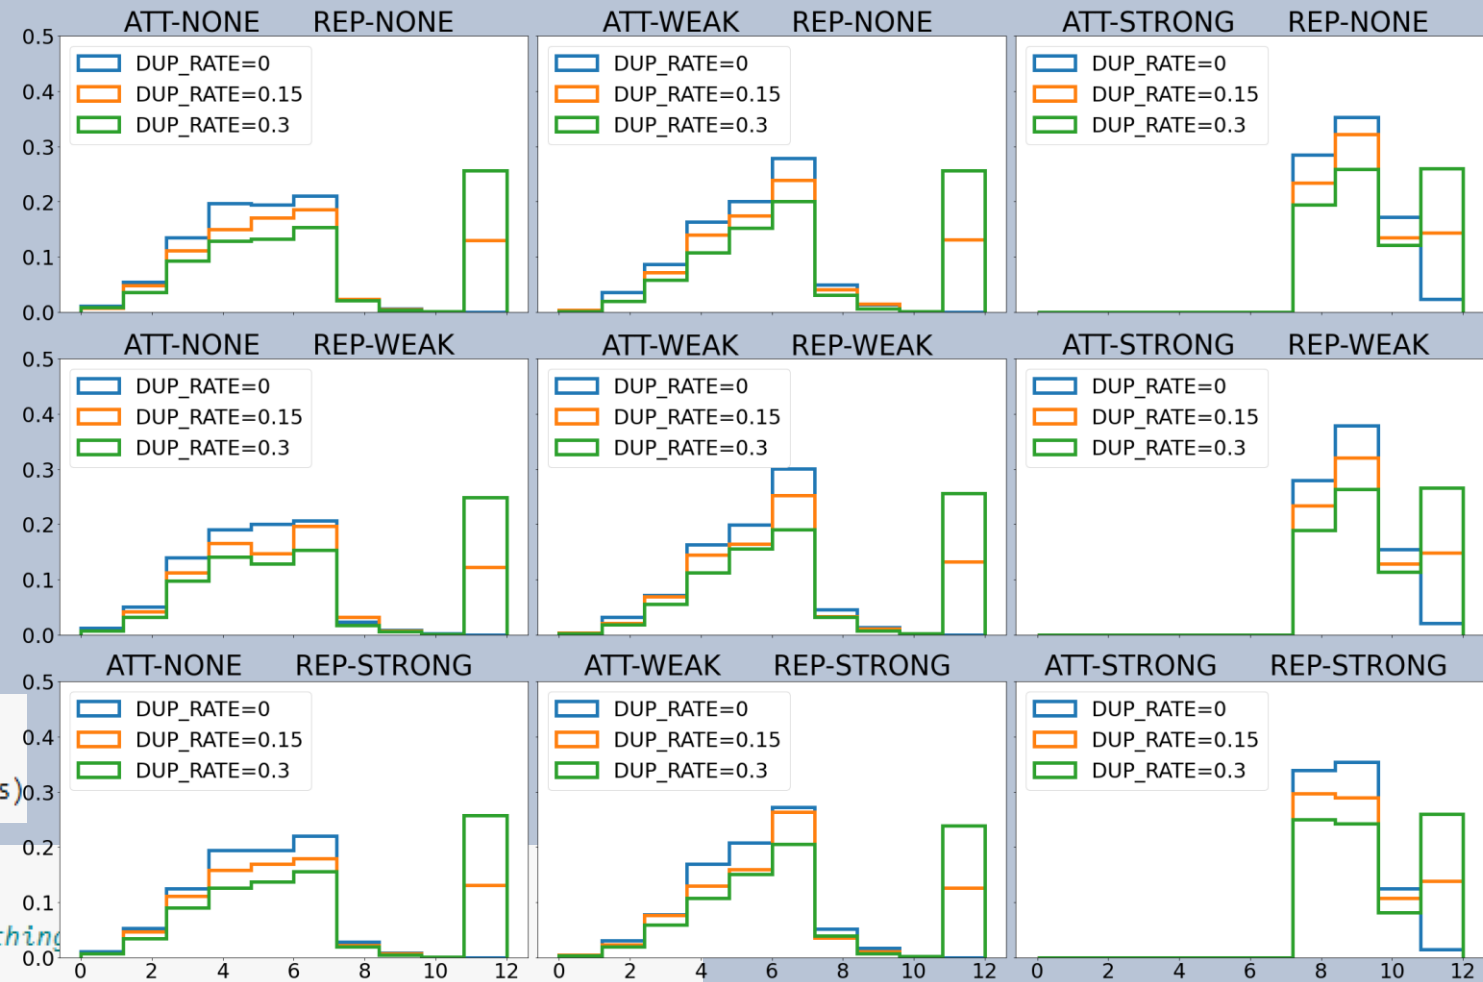 ATT-NONE REP-NONE
0.5
0.4
0.3
0.2
0.1
0.0
DUP_RATE=0
DUP_RATE=0.15
DUP_RATE=0.3
ATT-WEAK REP-NONE
DUP_RATE=0
DUP_RATE=0.15
DUP_RATE=0.3
ATT-STRONG REP-NONE
DUP_RATE=0
DUP_RATE=0.15
DUP_RATE=0.3
ATT-NONE REP-WEAK
0.5
0.4
0.3
0.2
0.1
0.0
DUP_RATE=0
DUP_RATE=0.15
DUP_RATE=0.3
ATT-WEAK REP-WEAK
DUP_RATE=0
DUP_RATE=0.15
DUP_RATE=0.3
ATT-STRONG REP-WEAK
DUP_RATE=0
DUP_RATE=0.15
DUP_RATE=0.3
ATT-NONE REP-STRONG
0.5
0.4
s)
0.3
0.2
0.1
thing
0.0
DUP_RATE=0
DUP_RATE=0.15
DUP_RATE=0.3
0 2 4 6 8 10 12
ATT-WEAK REP-STRONG
DUP_RATE=0
DUP_RATE=0.15
DUP_RATE=0.3
0 2 4 6 8 10 12
ATT-STRONG REP-STRONG
DUP_RATE=0
DUP_RATE=0.15
DUP_RATE=0.3
0 2 4 6 8 10 12